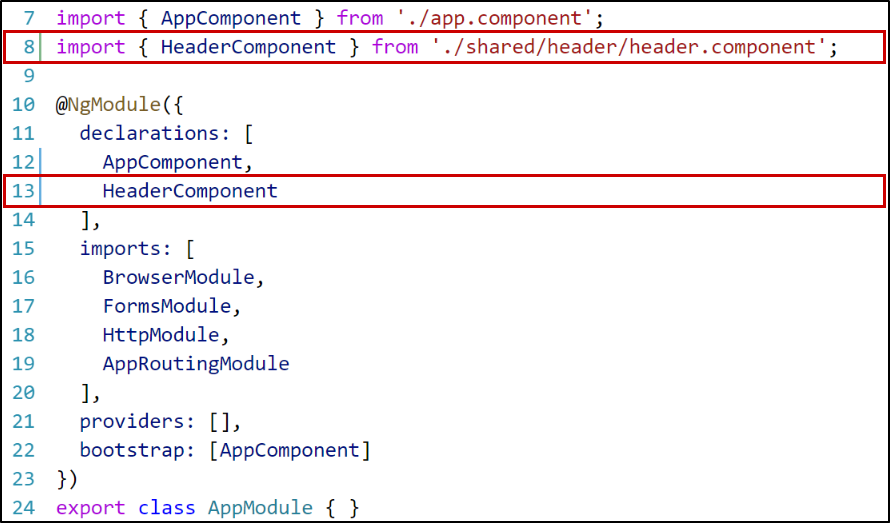 7 import { AppComponent } from './app.component';
8 import { HeaderComponent } from './shared/header/header.component';
9
10 @NgModule({
11   declarations: [
12     AppComponent,
13     HeaderComponent
14   ],
15   imports: [
16     BrowserModule,
17     FormsModule,
18     HttpModule,
19     AppRoutingModule
20   ],
21   providers: [],
22   bootstrap: [AppComponent]
23 })
24 export class AppModule { }